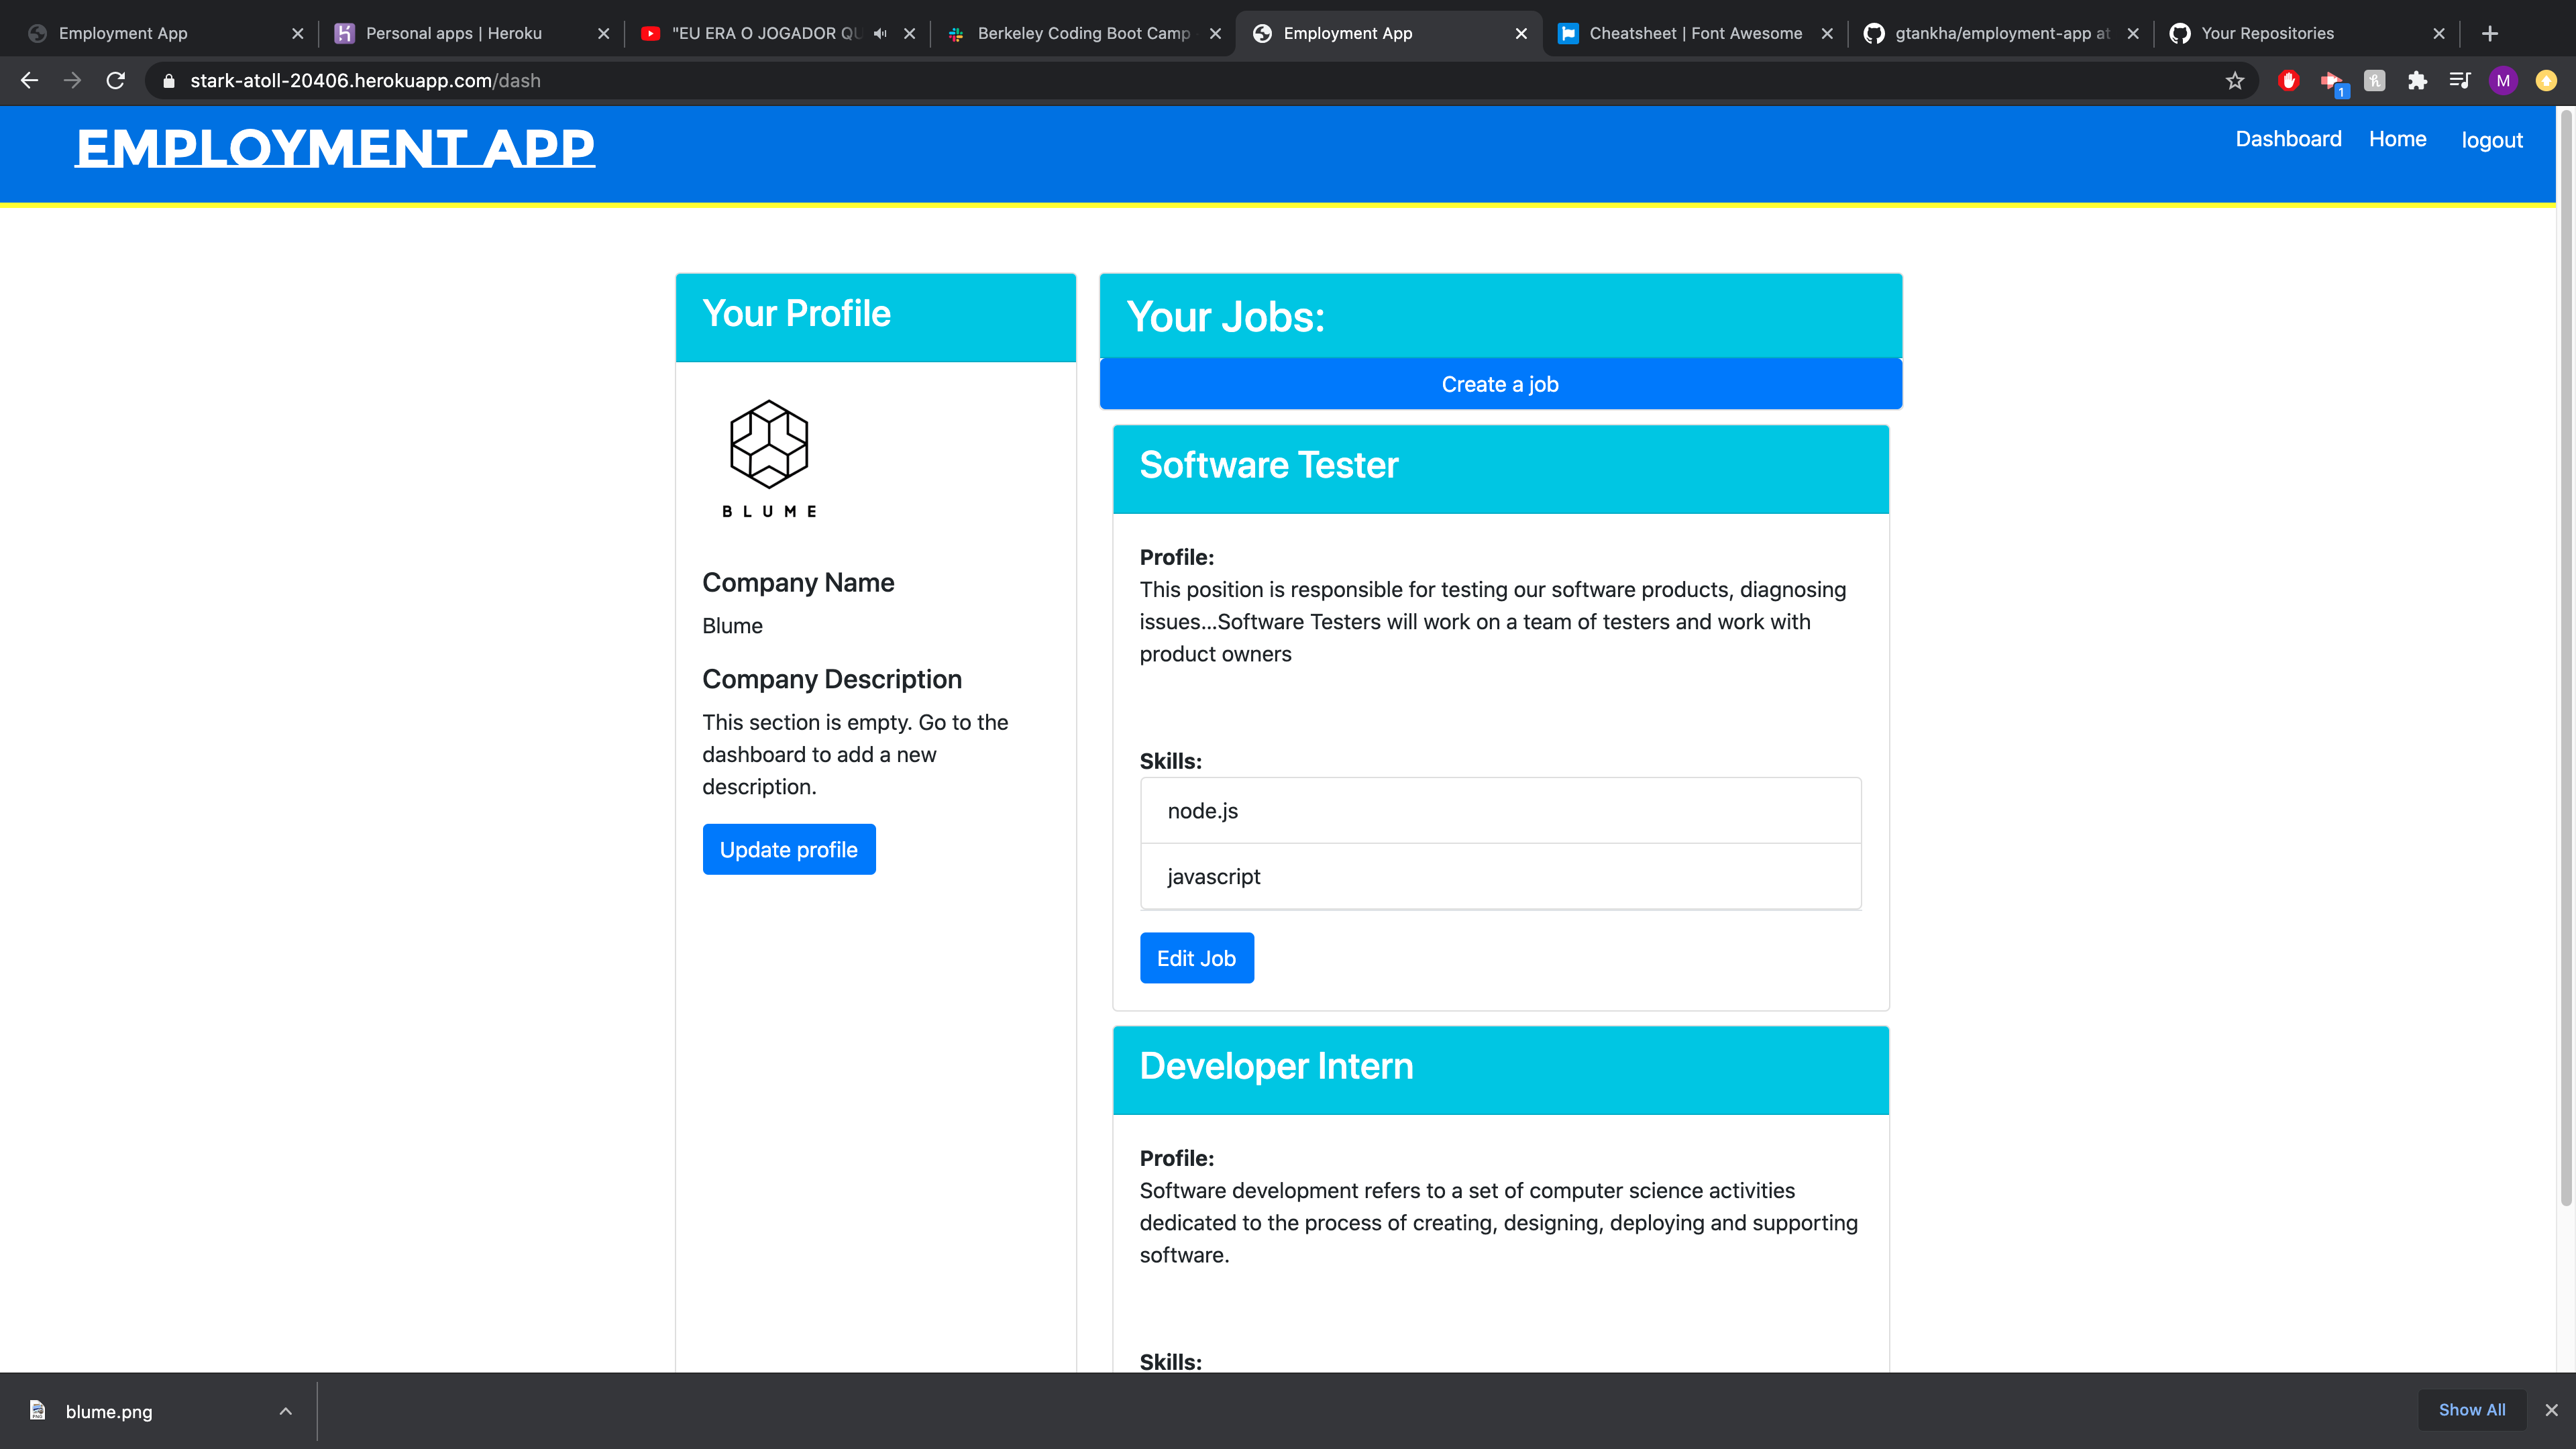 Employment App
Personal apps | Heroku
"EU ERA O JOGADOR QU
Berkeley Coding Boot Camp
Employment App
Cheatsheet | Font Awesome
gtankha/employment-app at
Your Repositories
stark-atoll-20406.herokuapp.com/dash
1
M
EMPLOYMENT APP
Dashboard
Home
logout
Your Profile
BLUME
Company Name
Blume
Company Description
This section is empty. Go to the
dashboard to add a new
description.
Update profile
Your Jobs:
Create a job
Software Tester
Profile:
This position is responsible for testing our software products, diagnosing
issues...Software Testers will work on a team of testers and work with
product owners
Skills:
node.js
javascript
Edit Job
Developer Intern
Profile:
Software development refers to a set of computer science activities
dedicated to the process of creating, designing, deploying and supporting
software.
Skills:
blume.png
Show All